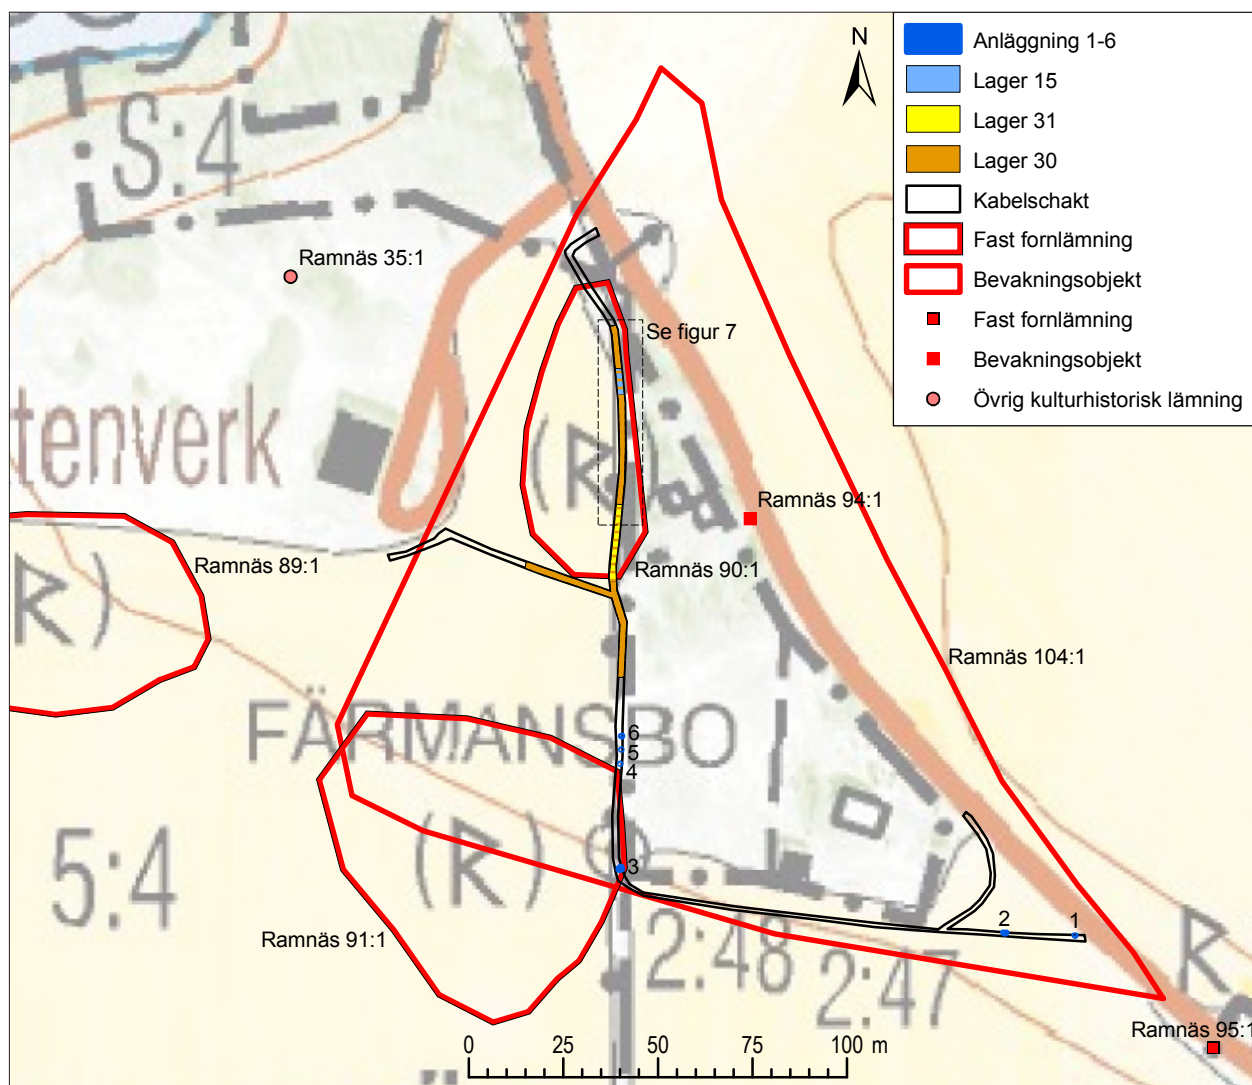 N
Anläggning 1-6
Lager 15
Lager 31
Lager 30
Kabelschakt
Fast fornlämning
Bevakningsobjekt
Fast fornlämning
Bevakningsobjekt
Övrig kulturhistorisk lämning
S:4
Ramnäs 35:1
Se figur 7
tenverk
(R)
Ramnäs 94:1
Ramnäs 89:1
Ramnäs 90:1
R)
Ramnäs 104:1
FÄRMANSBO
6
5
4
5:4
(R)
3
Ramnäs 91:1
2
1
2:48
2:47
R
Ramnäs 95:1
0 25 50 75 100 m